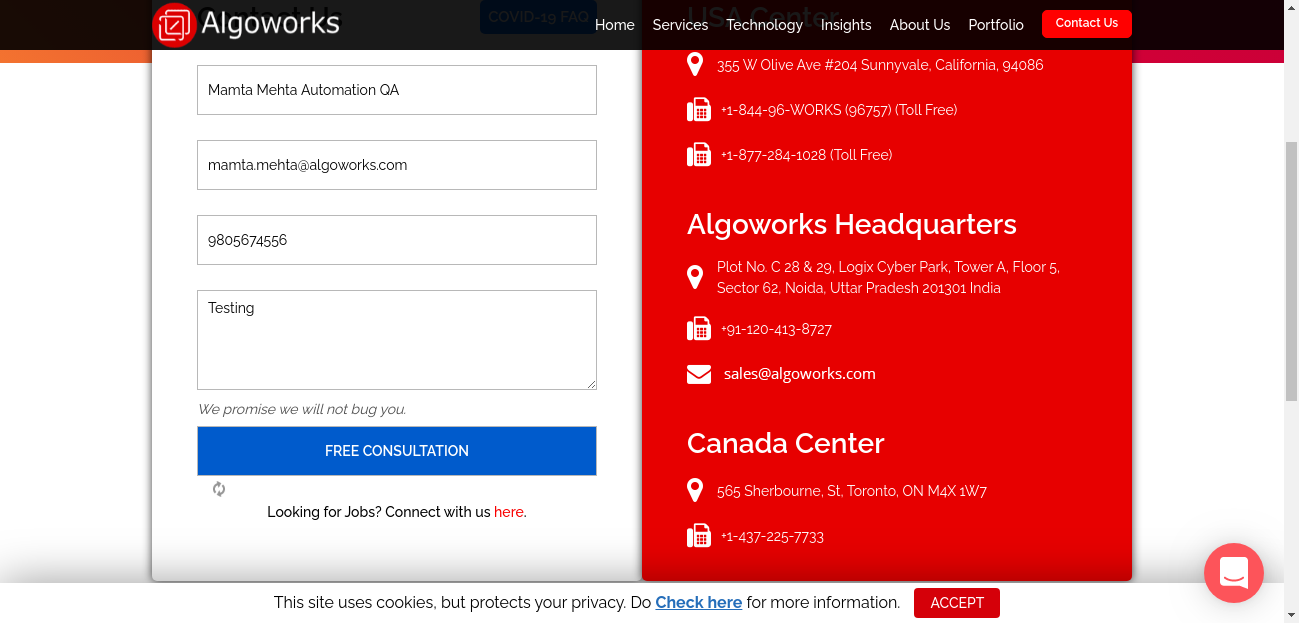 Contact Us
COVID-19 FAQ
USA Center
Algoworks
Home
Services
Technology
Insights
About Us
Portfolio
Contact Us
Mamta Mehta Automation QA
mamta.mehta@algoworks.com
9805674556
Testing
We promise we will not bug you.
FREE CONSULTATION
Looking for Jobs? Connect with us here.
355 W Olive Ave #204 Sunnyvale, California, 94086
+1-844-96-WORKS (96757) (Toll Free)
+1-877-284-1028 (Toll Free)
Algoworks Headquarters
Plot No. C 28 & 29, Logix Cyber Park, Tower A, Floor 5,
Sector 62, Noida, Uttar Pradesh 201301 India
+91-120-413-8727
sales@algoworks.com
Canada Center
565 Sherbourne, St, Toronto, ON M4X 1W7
+1-437-225-7733
This site uses cookies, but protects your privacy. Do Check here for more information.
ACCEPT